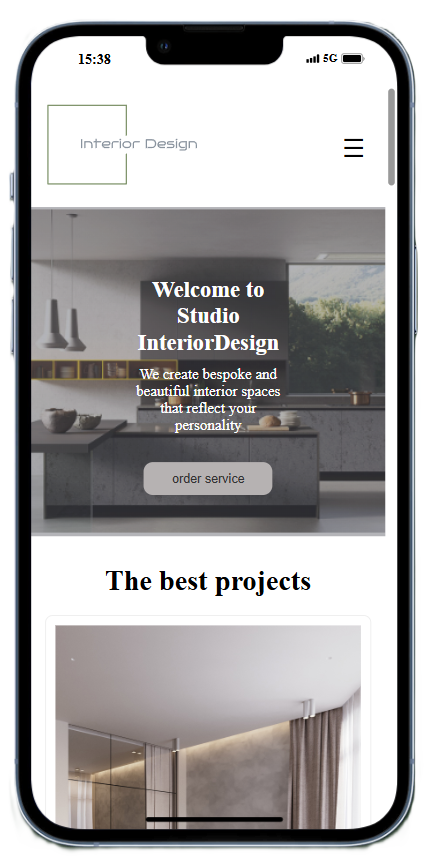 15:38
5G
Interior Design
Welcome to
Studio
InteriorDesign
We create bespoke and
beautiful interior spaces
that reflect your
personality
order service
The best projects